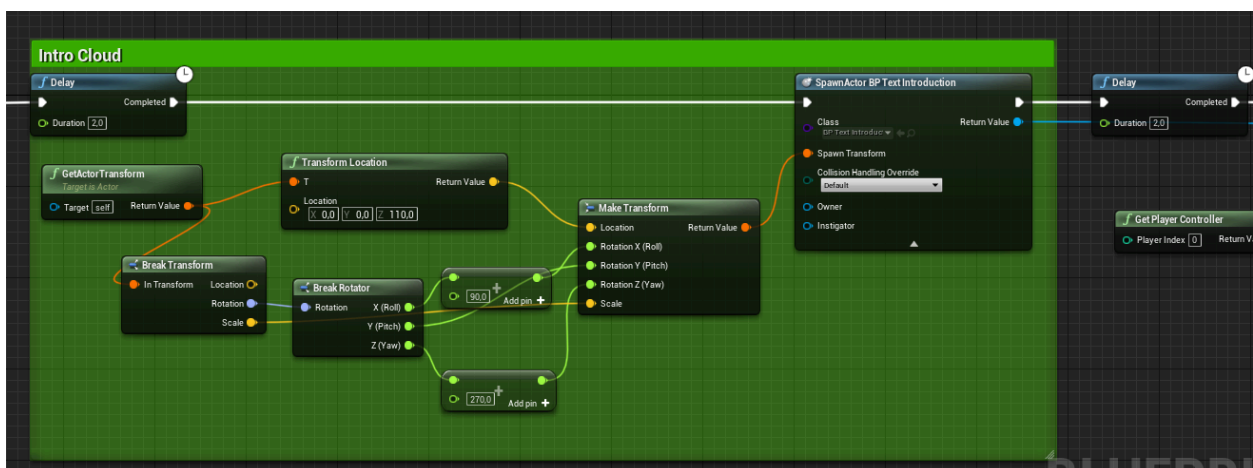 Intro Cloud
Delay
Completed
Duration 2,0
GetActorTransform
Target is Actor
Target self Return Value
Transform Location
T Return Value
Location
X 0,0 Y 0,0 Z 110,0
Break Transform
In Transform Location
Rotation
Scale
Break Rotator
Rotation X (Roll)
Y (Pitch)
Z (Yaw)
90,0 Add pin +
270,0 Add pin +
Make Transform
Location Return Value
Rotation X (Roll)
Rotation Y (Pitch)
Rotation Z (Yaw)
Scale
SpawnActor BP Text Introduction
Class Return Value
BP Text Introduc
Spawn Transform
Collision Handling Override
Default
Owner
Instigator
Delay
Completed
Duration 2,0
Get Player Controller
Player Index 0 Return V